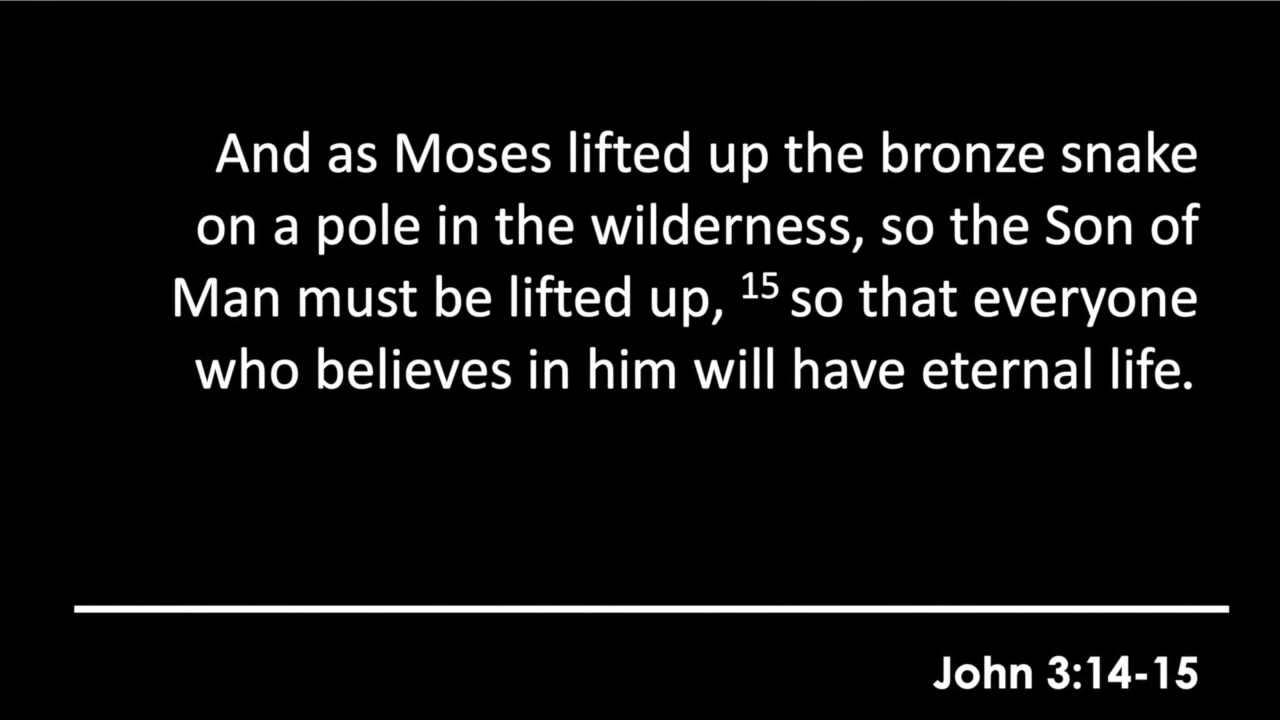 And as Moses lifted up the bronze snake
on a pole in the wilderness, so the Son of
Man must be lifted up, 15 so that everyone
who believes in him will have eternal life.
John 3:14-15